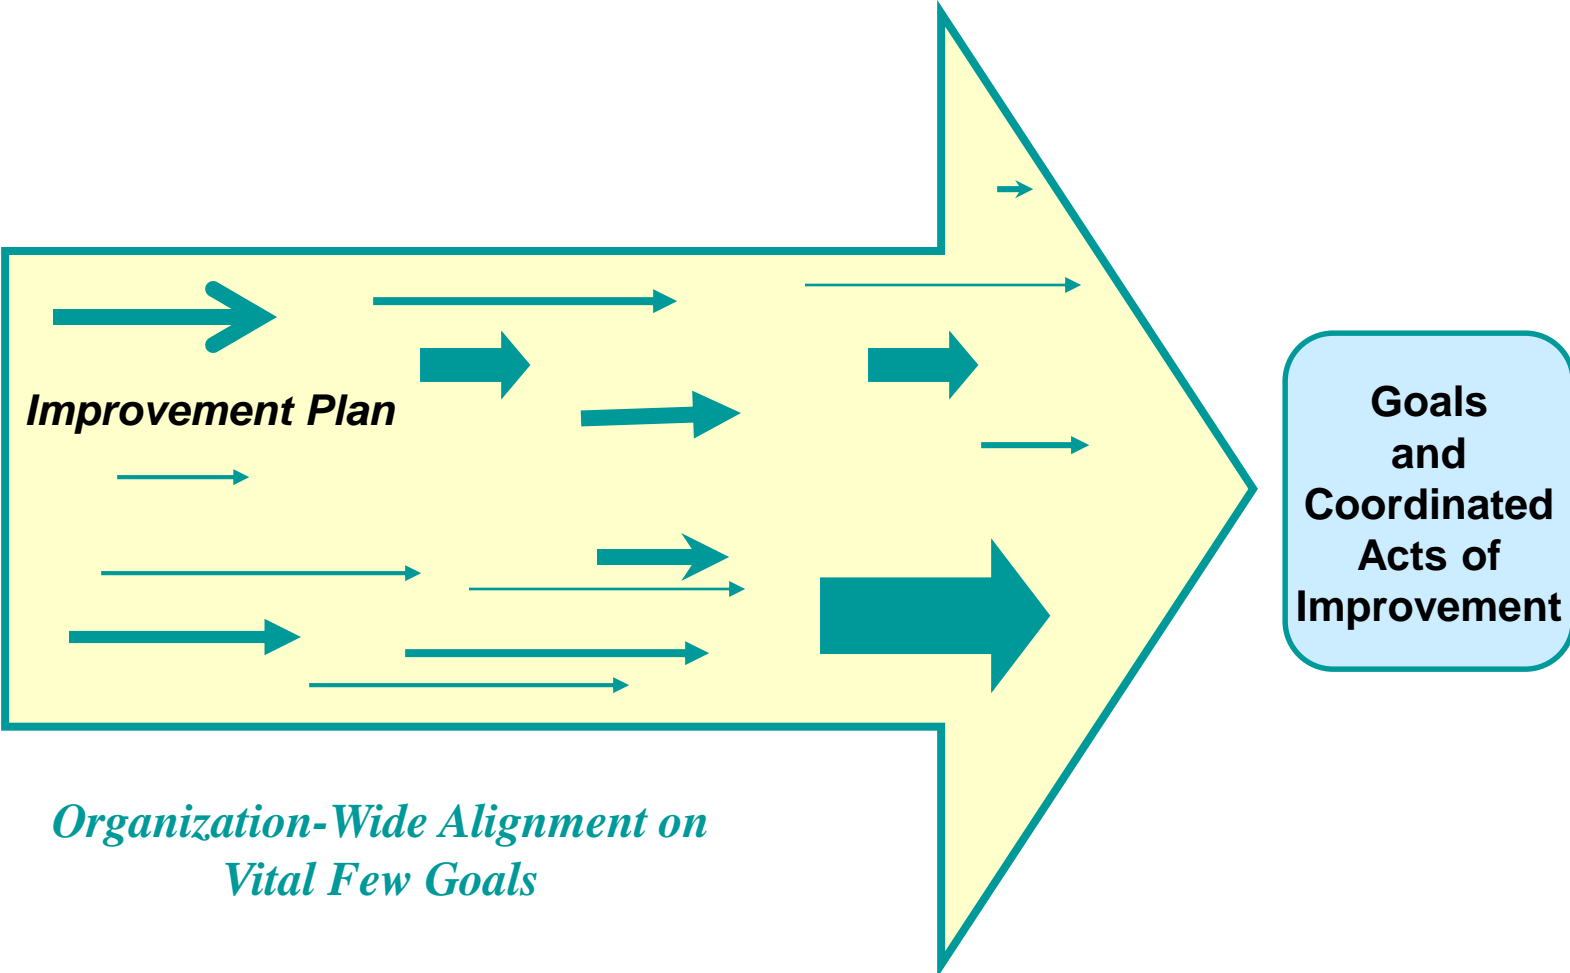 Improvement Plan
Goals
and
Coordinated
Acts of
Improvement
Organization-Wide Alignment on
Vital Few Goals